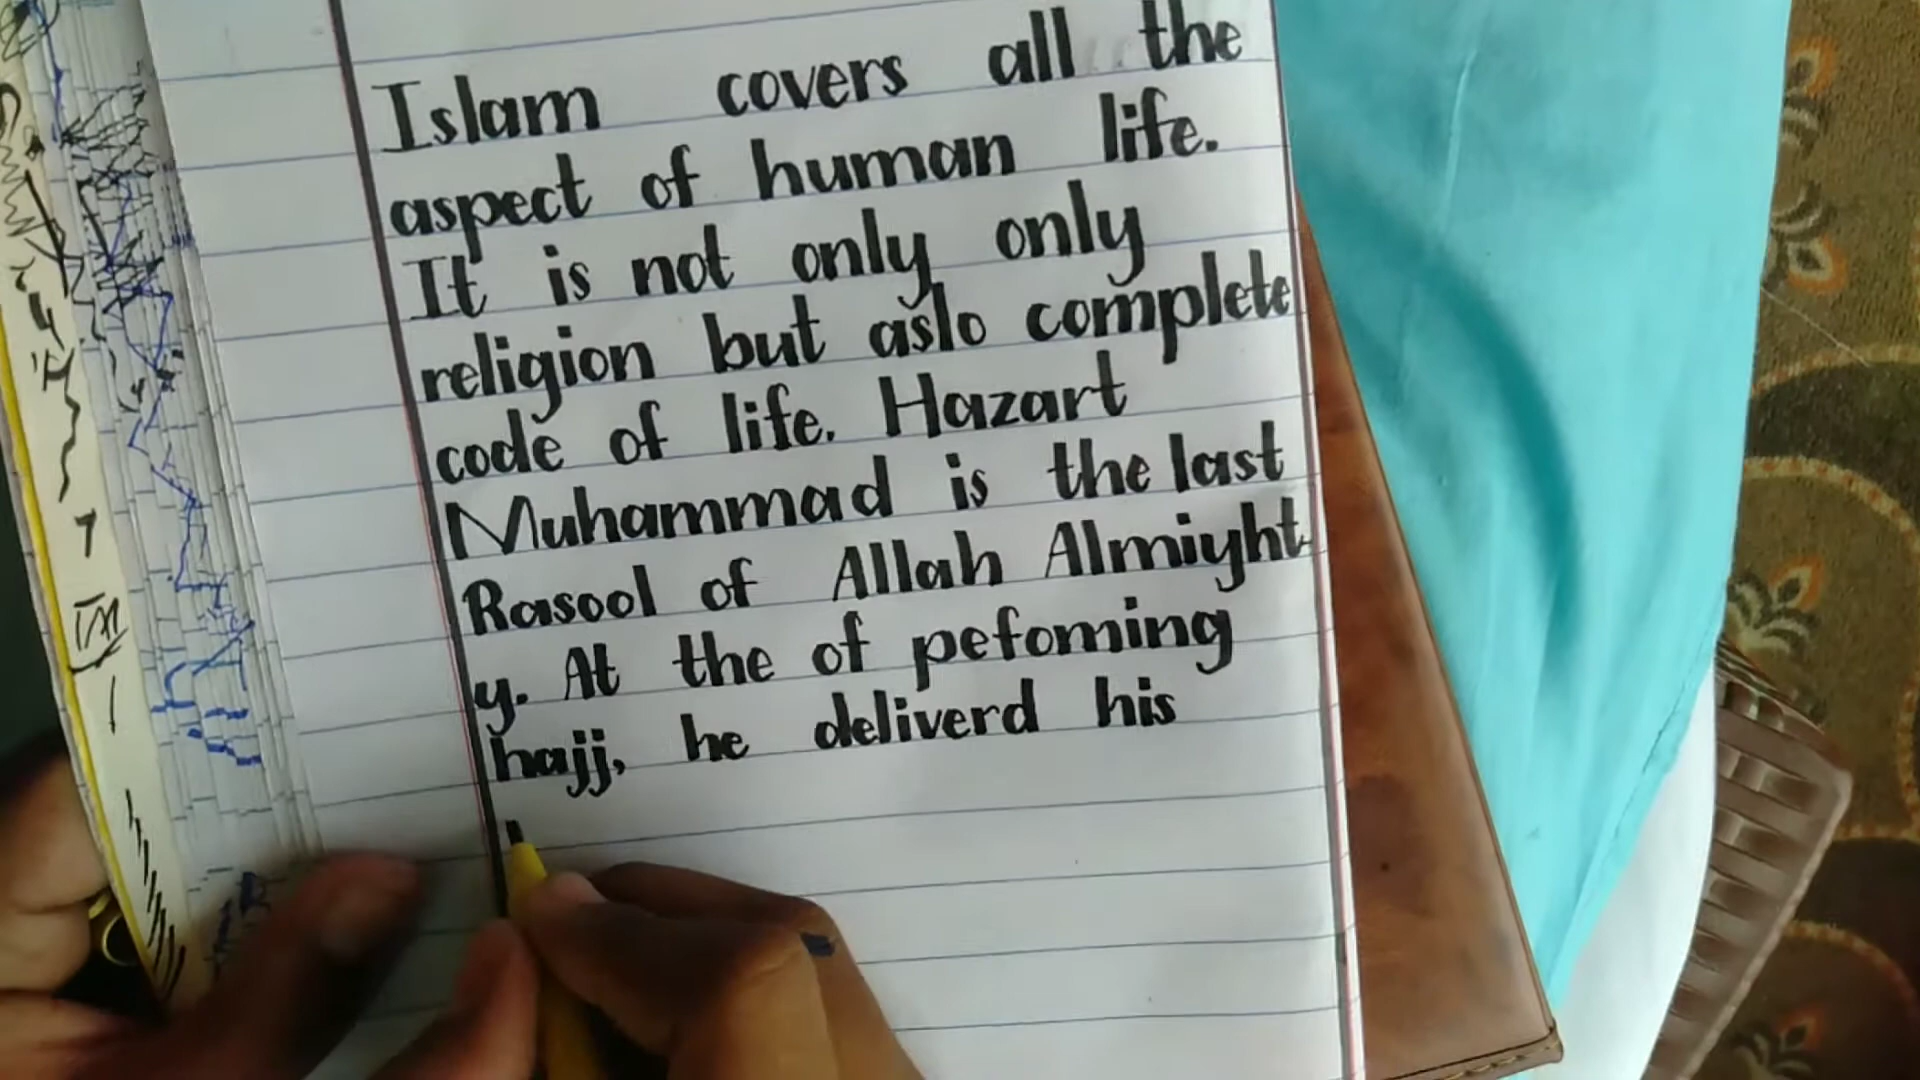 Islam covers all the
aspect of human life.
It is not only only
religion but aslo complete
code of life. Hazart
Muhammad is the last
Rasool of Allah Almiyht
y. At the of pefoming
hajj, he deliverd his